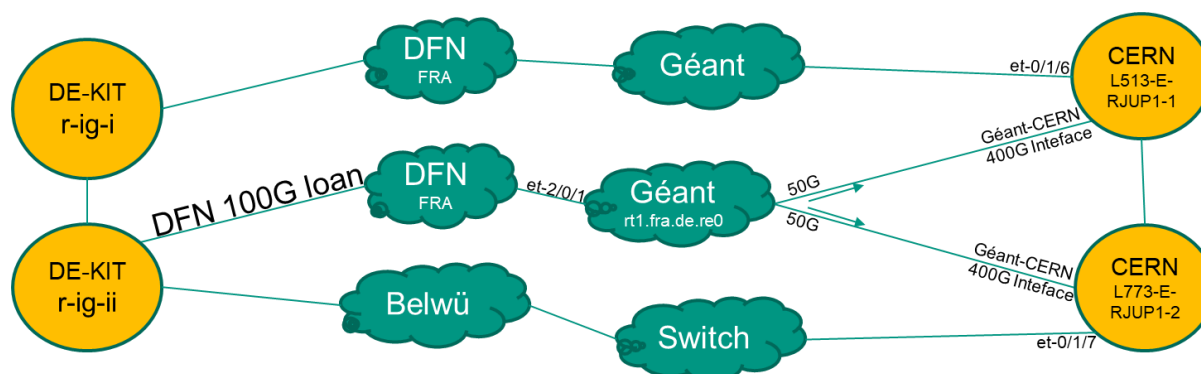 DE-KIT
r-ig-i
DFN
FRA
Géant
et-0/1/6
CERN
L513-E-
RJUP1-1
DFN 100G loan
DFN
FRA
et-2/0/1
Géant
rt1.fra.de.re0
50G
50G
Géant-CERN
400G Inteface
Géant-CERN
400G Inteface
DE-KIT
r-ig-ii
Belwü
Switch
et-0/1/7
CERN
L773-E-
RJUP1-2